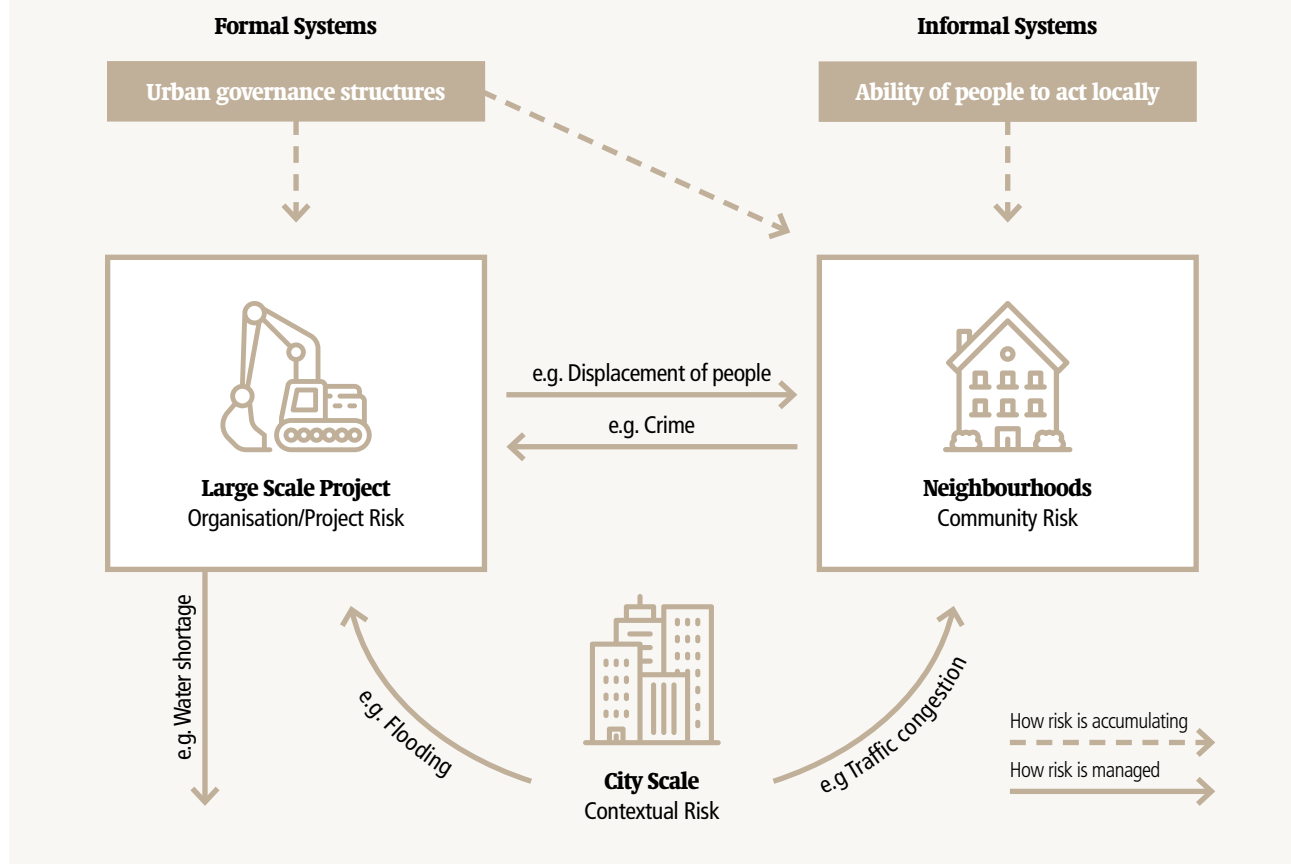 Formal Systems
Informal Systems
Urban governance structures
Ability of people to act locally
e.g. Displacement of people
e.g. Crime
Large Scale Project
Organisation/Project Risk
Neighbourhoods
Community Risk
e.g. Water shortage
e.g. Flooding
e.g Traffic congestion
City Scale
Contextual Risk
How risk is accumulating
How risk is managed